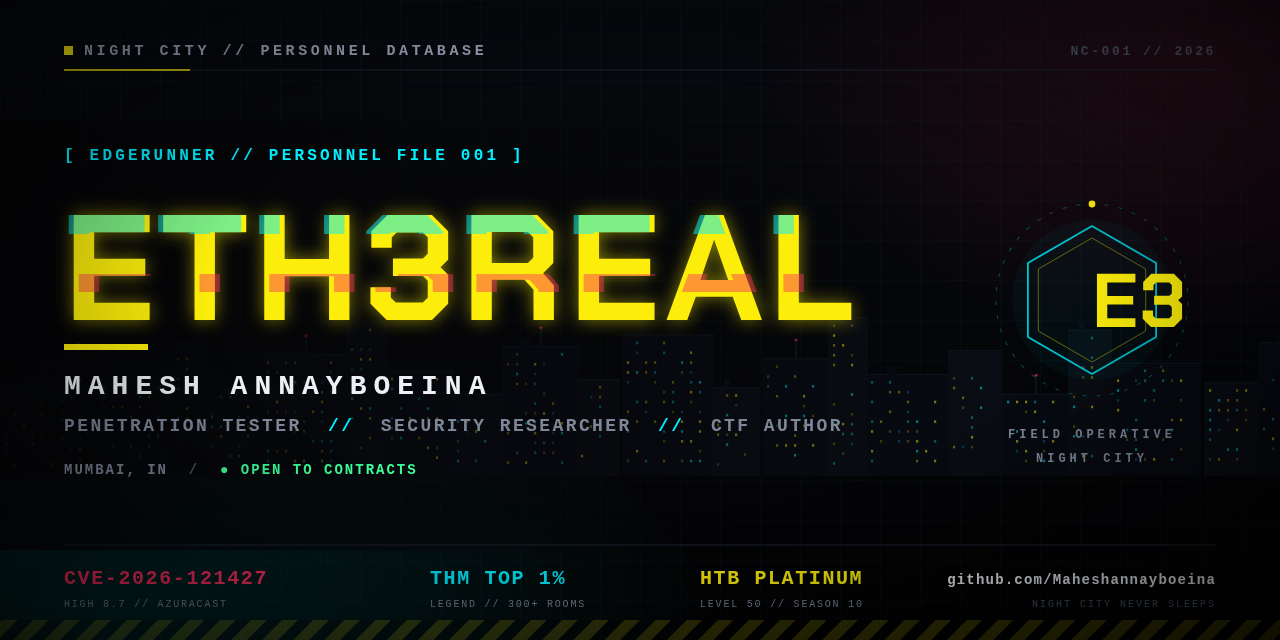 NIGHT CITY // PERSONNEL DATABASE
NC-001 // 2026
[ EDGERUNNER // PERSONNEL FILE 001 ]
ETH3REAL
E3
MAHESH ANNAYBOEINA
PENETRATION TESTER // SECURITY RESEARCHER // CTF AUTHOR
FIELD OPERATIVE
NIGHT CITY
MUMBAI, IN / ● OPEN TO CONTRACTS
CVE-2026-121427
HIGH 8.7 // AZURACAST
THM TOP 1%
LEGEND // 300+ ROOMS
HTB PLATINUM
LEVEL 50 // SEASON 10
github.com/Maheshannayboeina
NIGHT CITY NEVER SLEEPS